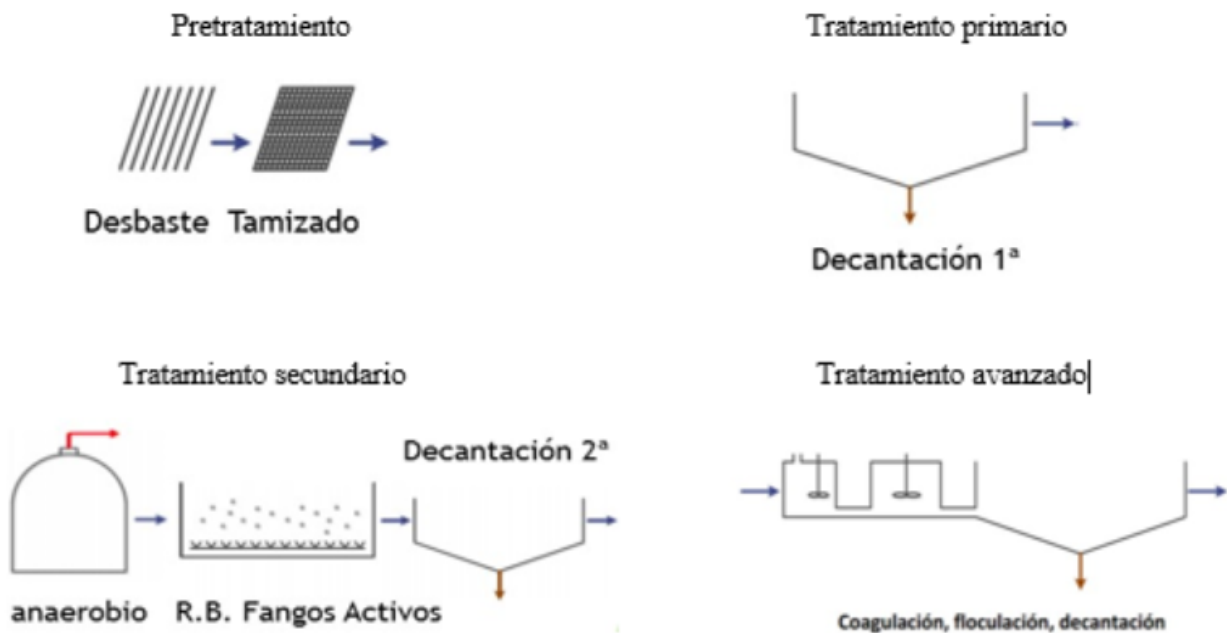 Pretratamiento
Tratamiento primario
Desbaste Tamizado
Decantación 1ª
Tratamiento secundario
Tratamiento avanzado
Decantación 2ª
anaerobio R.B. Fangos Activos
Coagulación, floculación, decantación